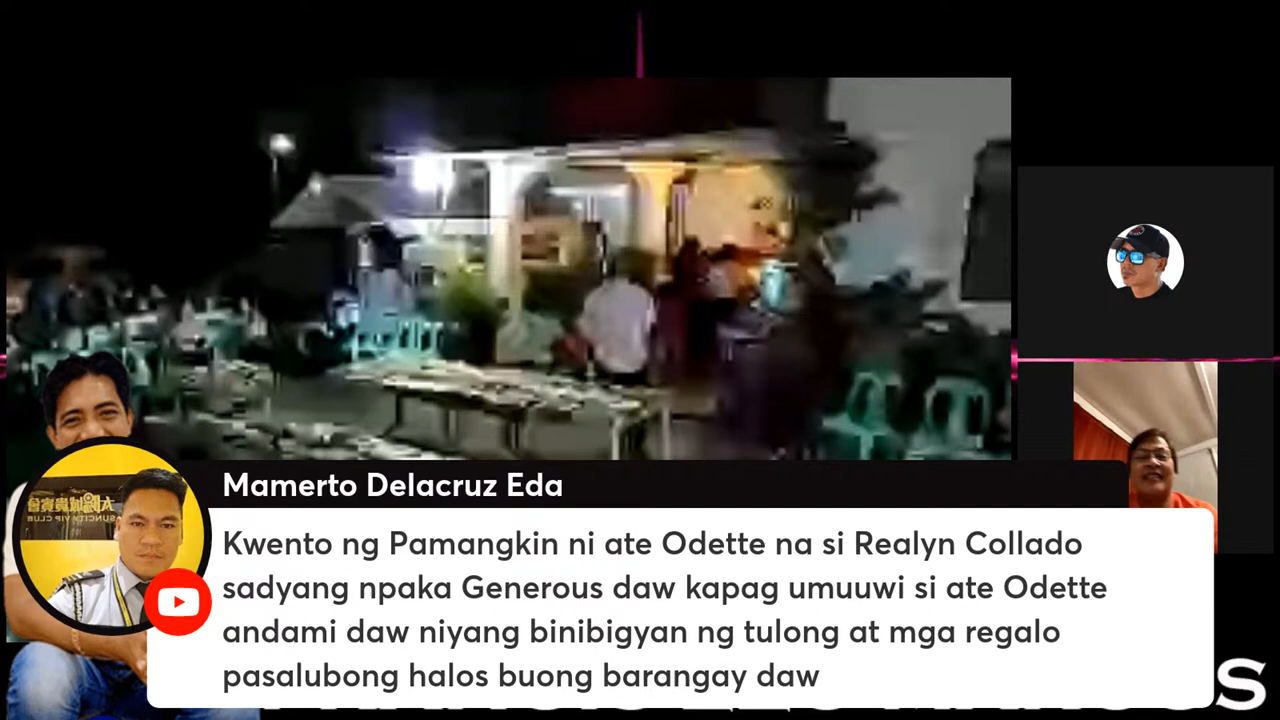 Mamerto Delacruz Eda
Kwento ng Pamangkin ni ate Odette na si Realyn Collado
sadyang npaka Generous daw kapag umuuwi si ate Odette
andami daw niyang binibigyan ng tulong at mga regalo
pasalubong halos buong barangay daw